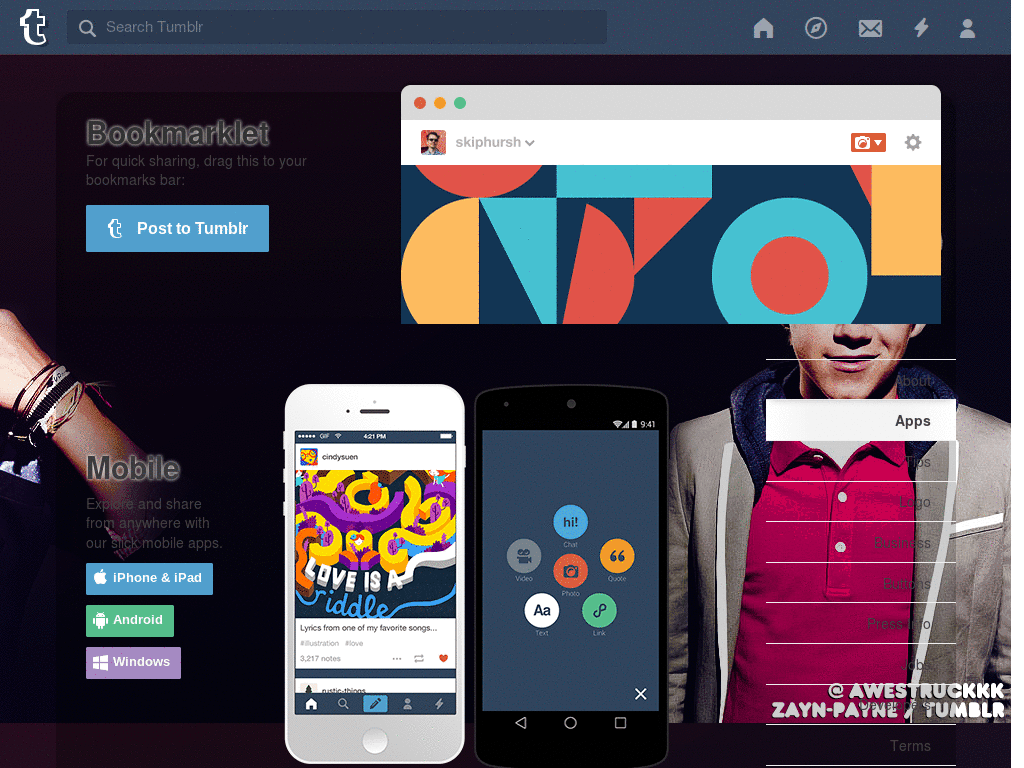 t Search Tumblr
Bookmarklet
For quick sharing, drag this to your
bookmarks bar:
Post to Tumblr
skiphursh
Mobile
Explore and share
from anywhere with
our slick mobile apps.
iPhone & iPad
Android
Windows
GIF 4:21 PM
cindysuen
LOVE IS A
riddle
Lyrics from one of my favorite songs...
#illustration #love
3,217 notes
rustic-things
9:41
hi!
Chat
Video
Photo
Quote
Aa
Text
Link
About
Apps
Tips
Logo
Business
Buttons
Press Info
Jobs
Developers
Terms
@ AWESTRUCKKK
ZAYN-PAYNE / TUMBLR